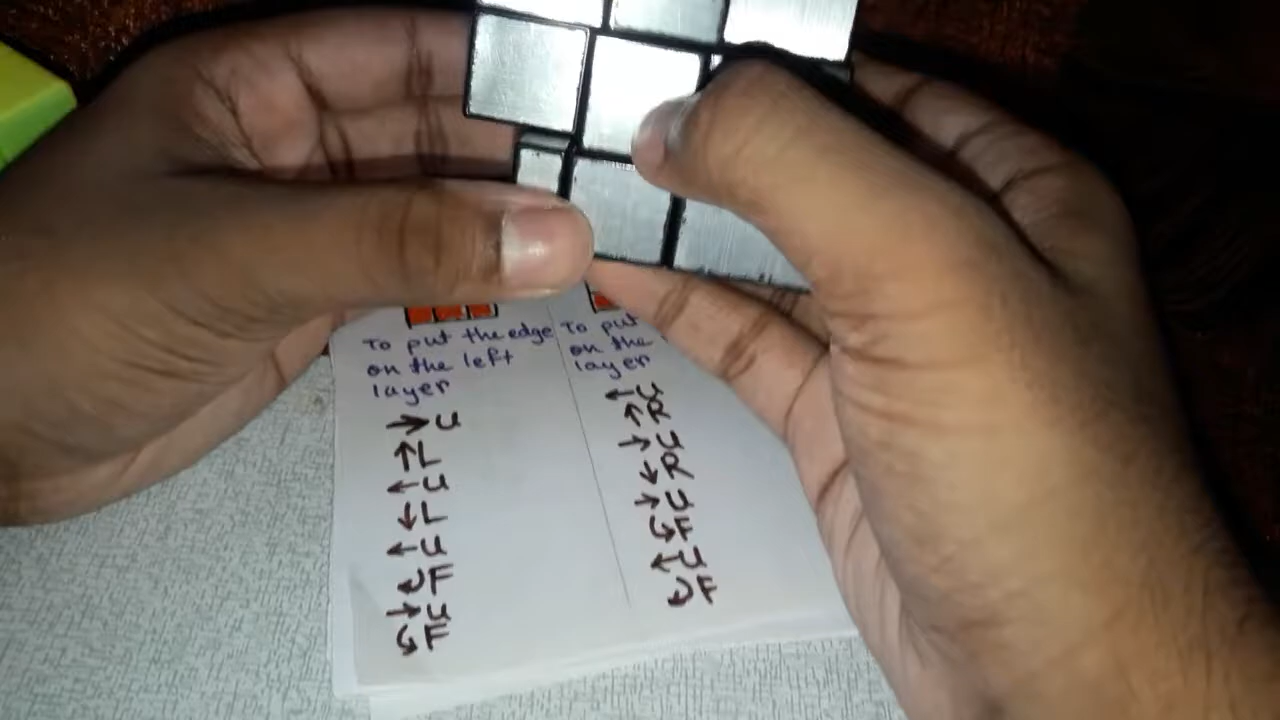 To put the edge
on the left
layer
→ U
↑ L
← U
↓ L
← U
↷ F
→ U
↶ F
To put
on the
layer
← U
↑ R
→ U
↓ R
→ U
↶ F
← U
↷ F